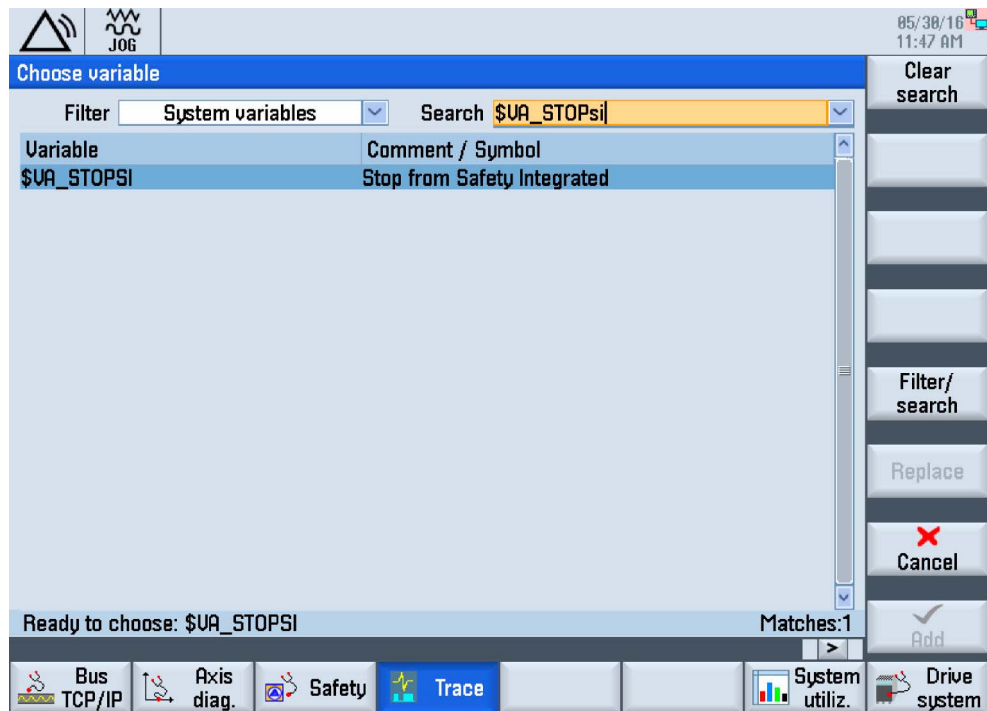 JOG
05/30/16
11:47 AM
Choose variable
Clear
search
Filter System variables Search $VA_STOPsi
Variable Comment / Symbol
$VA_STOPSI Stop from Safety Integrated
Filter/
search
Replace
Cancel
Ready to choose: $VA_STOPSI Matches:1
Add
>
Bus
TCP/IP
Axis
diag.
Safety
Trace
System
utiliz.
Drive
system